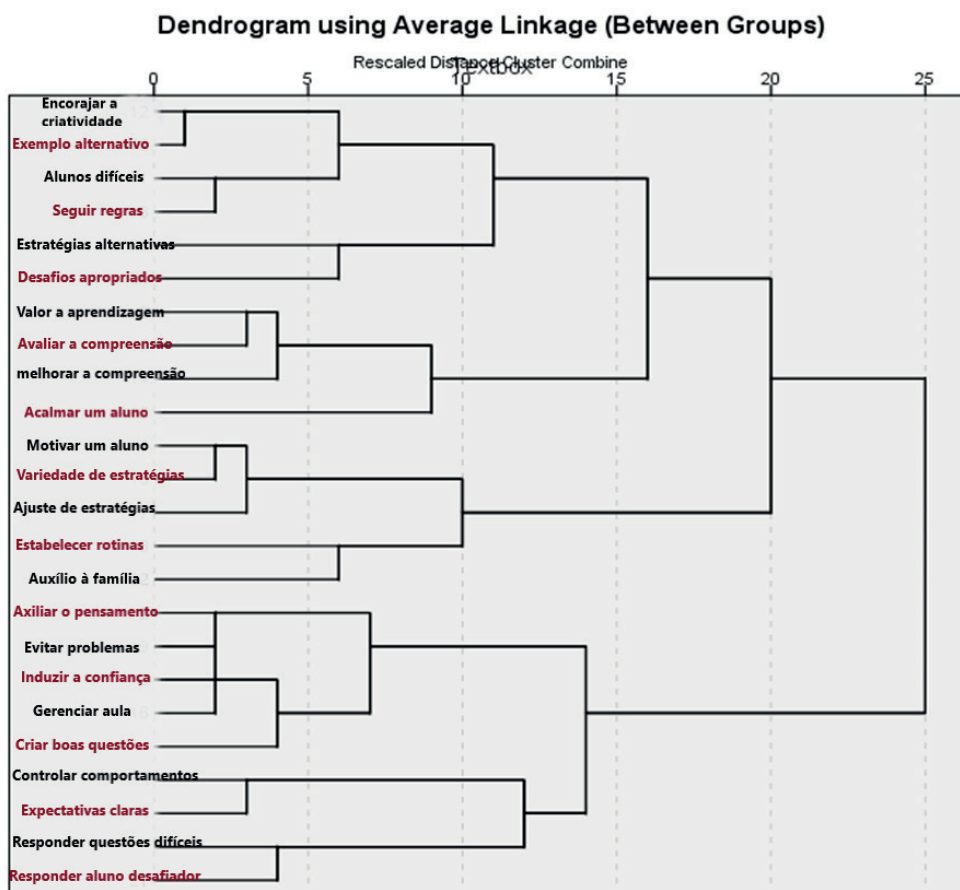 Dendrogram using Average Linkage (Between Groups)
Rescaled Distance Cluster Combine
Textbox
0 5 10 15 20 25
Encorajar a
criatividade
Exemplo alternativo
Alunos difíceis
Seguir regras
Estratégias alternativas
Desafios apropriados
Valor a aprendizagem
Avaliar a compreensão
melhorar a compreensão
Acalmar um aluno
Motivar um aluno
Variedade de estratégias
Ajuste de estratégias
Estabelecer rotinas
Auxílio à família
Axiliar o pensamento
Evitar problemas
Induzir a confiança
Gerenciar aula
Criar boas questões
Controlar comportamentos
Expectativas claras
Responder questões difíceis
Responder aluno desafiador